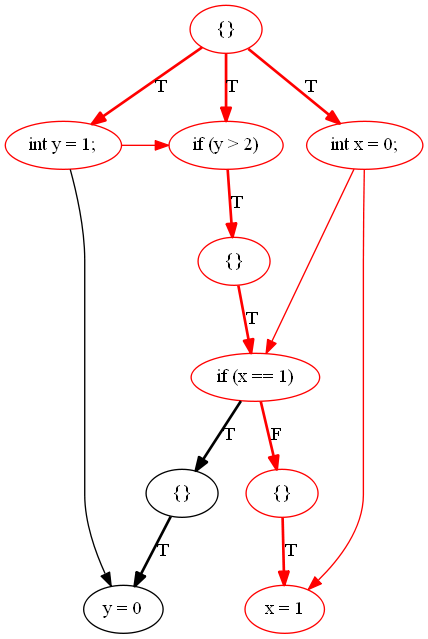 {}
T
T
T
int y = 1;
if (y > 2)
int x = 0;
T
{}
T
if (x == 1)
T
F
{}
{}
T
T
y = 0
x = 1